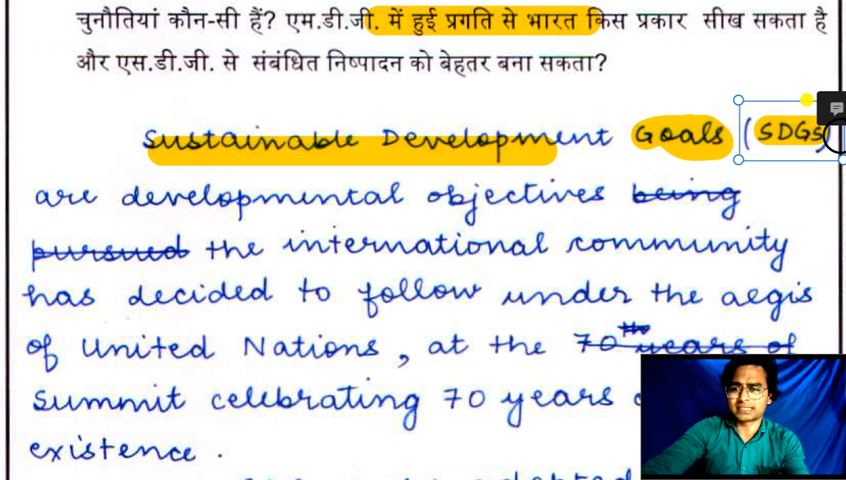 चुनौतियां कौन-सी हैं? एम.डी.जी. में हुई प्रगति से भारत किस प्रकार सीख सकता है
और एस.डी.जी. से संबंधित निष्पादन को बेहतर बना सकता?
Sustainable Development Goals (SDGs)
are developmental objectives being
pursued the international community
has decided to follow under the aegis
of United Nations, at the 70th years of
summit celebrating 70 years
existence.
adopted